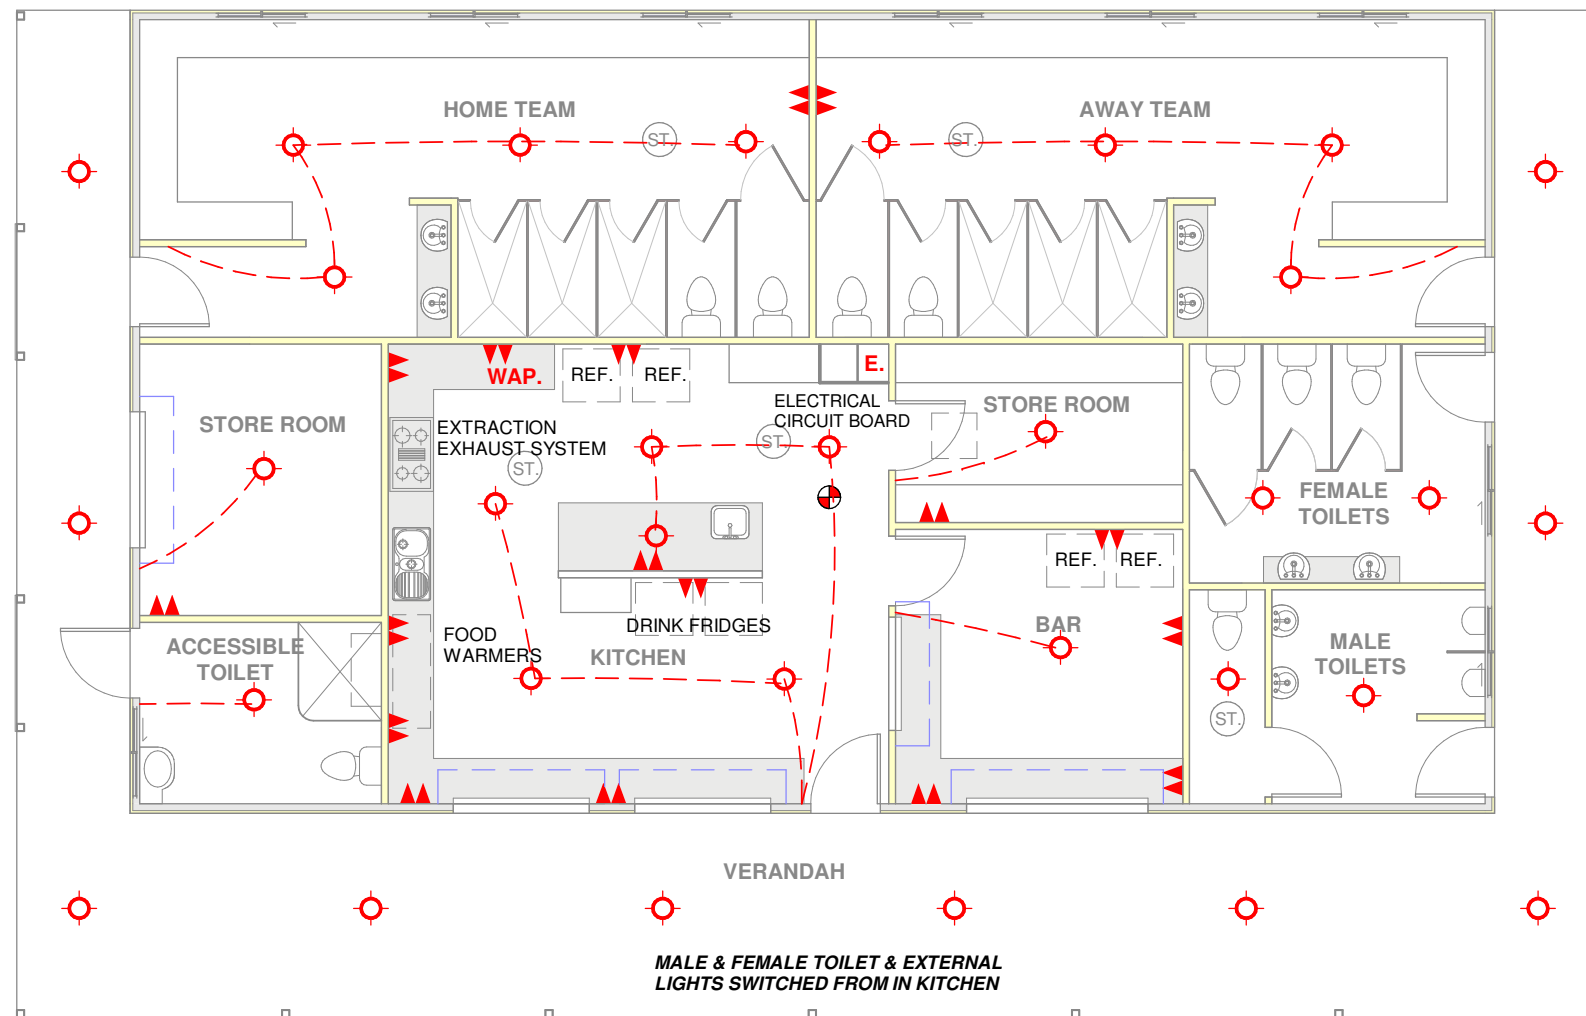 HOME TEAM
AWAY TEAM
ST.
ST.
E.
WAP.
REF.
REF.
ELECTRICAL
CIRCUIT BOARD
STORE ROOM
STORE ROOM
EXTRACTION
EXHAUST SYSTEM
ST.
ST.
FEMALE
TOILETS
REF.
REF.
DRINK FRIDGES
BAR
FOOD
WARMERS
KITCHEN
ACCESSIBLE
TOILET
MALE
TOILETS
ST.
VERANDAH
MALE & FEMALE TOILET & EXTERNAL
LIGHTS SWITCHED FROM IN KITCHEN